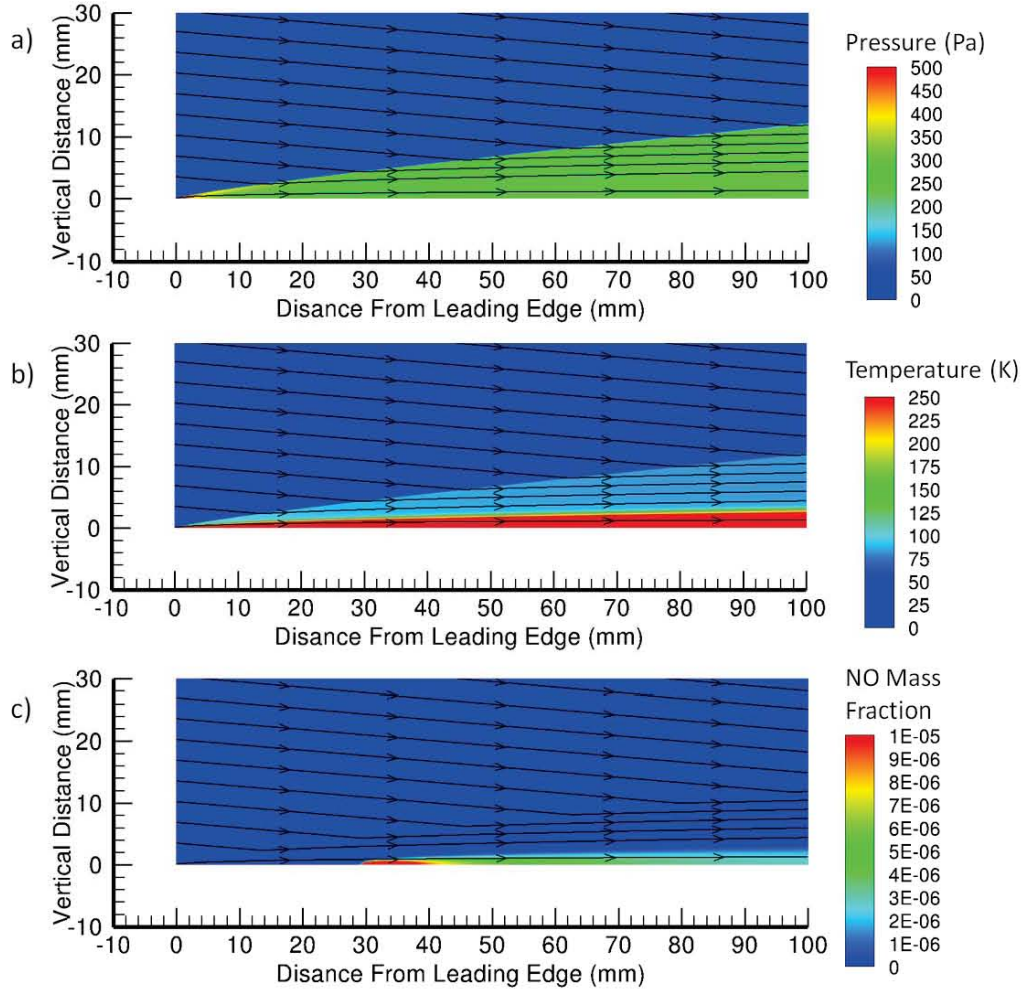 a)
Vertical Distance (mm)
30
20
10
0
-10
-10 0 10 20 30 40 50 60 70 80 90 100
Disance From Leading Edge (mm)
Pressure (Pa)
500
450
400
350
300
250
200
150
100
50
0
b)
Vertical Distance (mm)
30
20
10
0
-10
-10 0 10 20 30 40 50 60 70 80 90 100
Disance From Leading Edge (mm)
Temperature (K)
250
225
200
175
150
125
100
75
50
25
0
c)
Vertical Distance (mm)
30
20
10
0
-10
-10 0 10 20 30 40 50 60 70 80 90 100
Disance From Leading Edge (mm)
NO Mass
Fraction
1E-05
9E-06
8E-06
7E-06
6E-06
5E-06
4E-06
3E-06
2E-06
1E-06
0